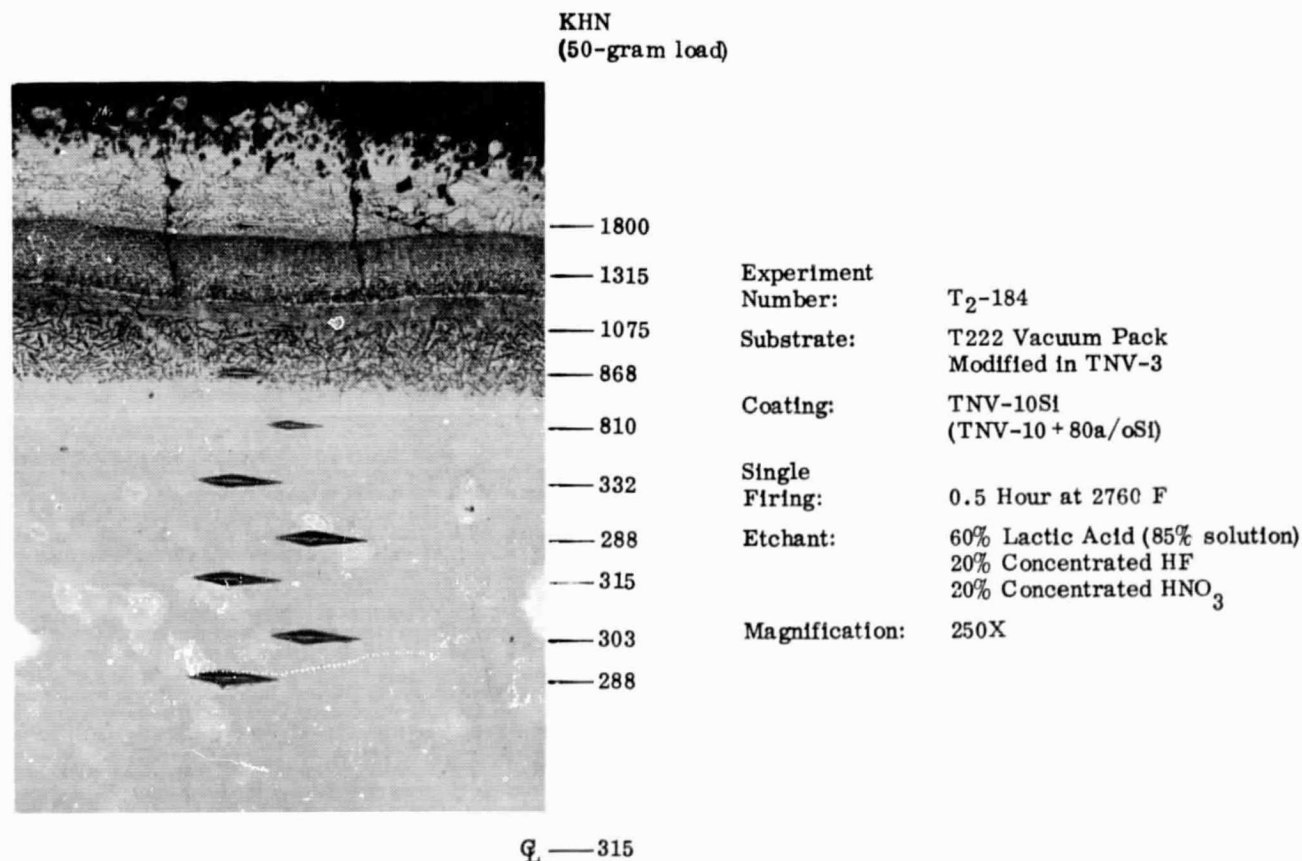 KHN
(50-gram load)
1800
1315
1075
868
810
332
288
315
303
288
℄ 315
Experiment
Number: T₂-184
Substrate: T222 Vacuum Pack
Modified in TNV-3
Coating: TNV-10Si
(TNV-10 + 80a/oSi)
Single
Firing: 0.5 Hour at 2760 F
Etchant: 60% Lactic Acid (85% solution)
20% Concentrated HF
20% Concentrated HNO₃
Magnification: 250X